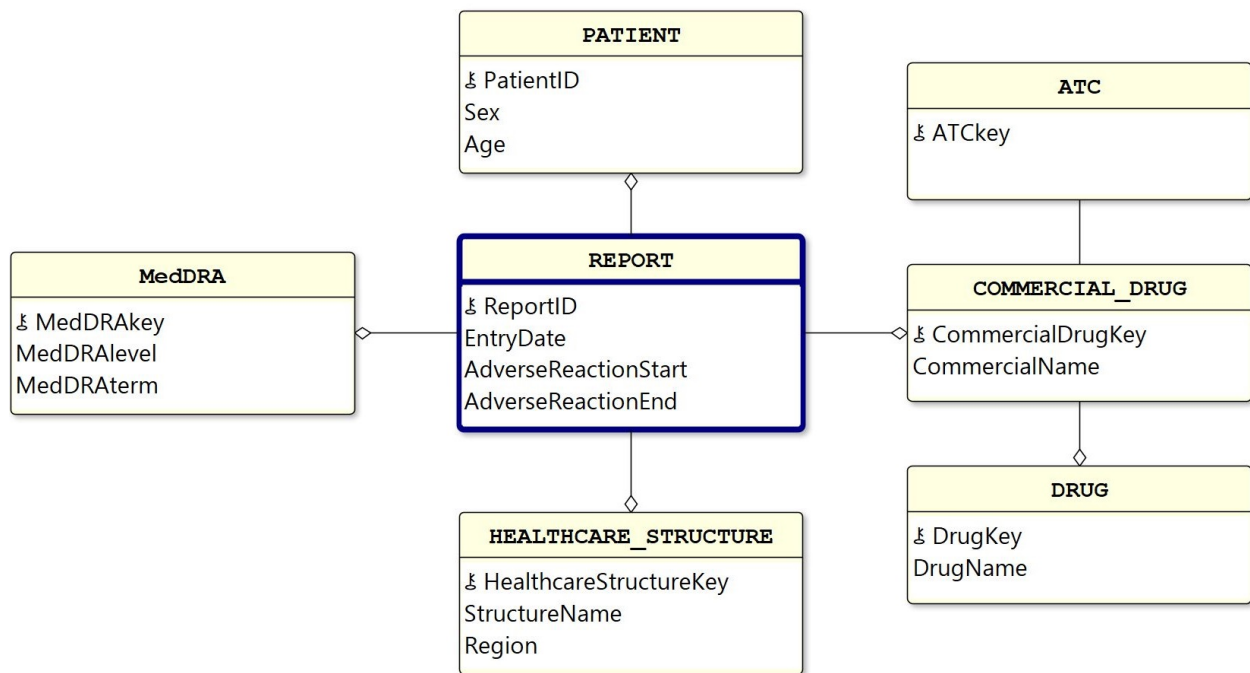 PATIENT
PatientID
Sex
Age
ATC
ATCkey
MedDRA
MedDRAkey
MedDRAlevel
MedDRAterm
REPORT
ReportID
EntryDate
AdverseReactionStart
AdverseReactionEnd
COMMERCIAL_DRUG
CommercialDrugKey
CommercialName
HEALTHCARE_STRUCTURE
HealthcareStructureKey
StructureName
Region
DRUG
DrugKey
DrugName